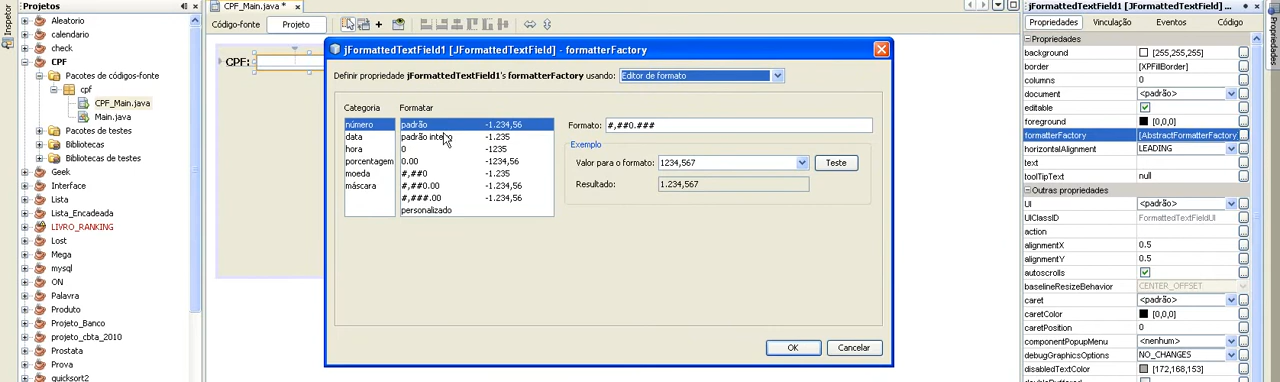 Inspetor
Projetos
Aleatorio
calendario
check
CPF
Pacotes de códigos-fonte
cpf
CPF_Main.java
Main.java
Pacotes de testes
Bibliotecas
Bibliotecas de testes
Geek
Interface
Lista
Lista_Encadeada
LIVRO_RANKING
Lost
Mega
mysql
ON
Palavra
Produto
Projeto_Banco
projeto_cbta_2010
Prostata
Prova
quicksort2
CPF_Main.java *
Código-fonte
Projeto
CPF:
jFormattedTextField1 [JFormattedTextField] - formatterFactory
Definir propriedade jFormattedTextField1's formatterFactory usando:
Editor de formato
Categoria
número
data
hora
porcentagem
moeda
máscara
Formatar
padrão -1.234,56
padrão inteiro -1.235
0 -1235
0.00 -1234,56
#,##0 -1.235
#,##0.00 -1.234,56
#,###.00 -1.234,56
personalizado
Formato: #,##0.###
Exemplo
Valor para o formato: 1234,567
Teste
Resultado: 1.234,567
OK
Cancelar
jFormattedTextField1 [JFormattedTextField] ...
Propriedades
Vinculação
Eventos
Código
Propriedades
background [255,255,255]
border [XPFillBorder]
columns 0
document <padrão>
editable
foreground [0,0,0]
formatterFactory [AbstractFormatterFactory
horizontalAlignment LEADING
text
toolTipText null
Outras propriedades
UI <padrão>
UIClassID FormattedTextFieldUI
action
alignmentX 0.5
alignmentY 0.5
autoscrolls
baselineResizeBehavior CENTER_OFFSET
caret <padrão>
caretColor [0,0,0]
caretPosition 0
componentPopupMenu <nenhum>
debugGraphicsOptions NO_CHANGES
disabledTextColor [172,168,153]
Propriedades